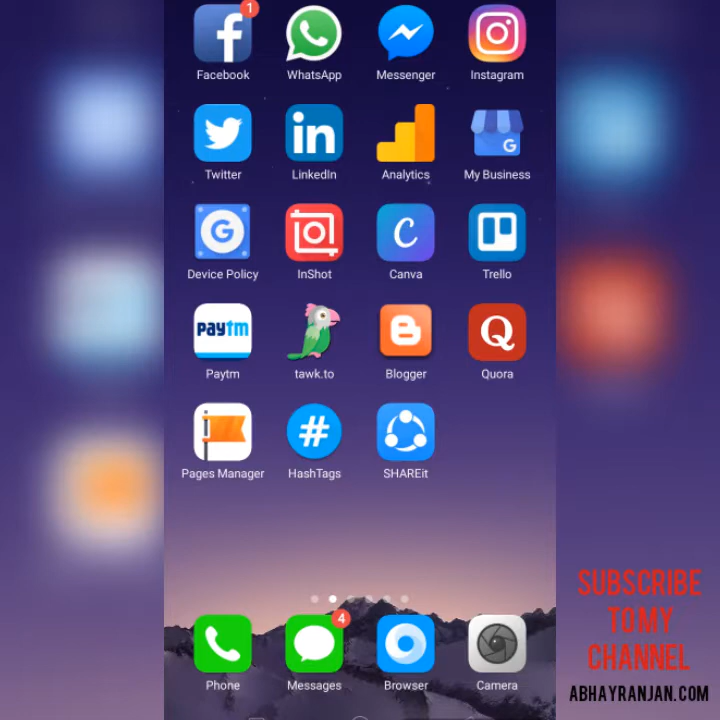 1
Facebook WhatsApp Messenger Instagram
Twitter LinkedIn Analytics My Business
Device Policy InShot Canva Trello
Paytm tawk.to Blogger Quora
Pages Manager HashTags SHAREit
4
Phone Messages Browser Camera
SUBSCRIBE
TO MY
CHANNEL
ABHAYRANJAN.COM